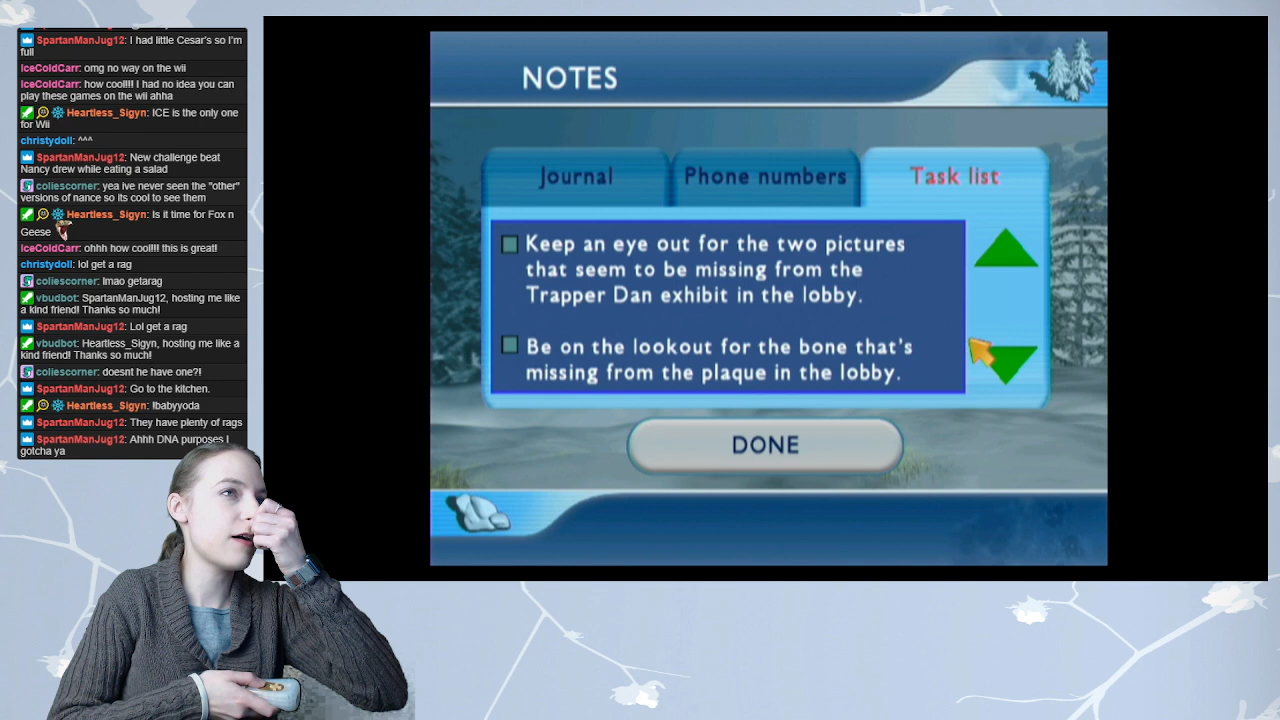 SpartanManJug12: I had little Cesar's so I'm
full
IceColdCarr: omg no way on the wii
IceColdCarr: how cool!!! I had no idea you can
play these games on the wii ahha
Heartless_Sigyn: ICE is the only one
for Wii
christydoll: ^^^
SpartanManJug12: New challenge beat
Nancy drew while eating a salad
coliescorner: yea ive never seen the "other"
versions of nance so its cool to see them
Heartless_Sigyn: Is it time for Fox n
Geese
IceColdCarr: ohhh how cool!!! this is great!
christydoll: lol get a rag
coliescorner: lmao getarag
vbudbot: SpartanManJug12, hosting me like
a kind friend! Thanks so much!
SpartanManJug12: Lol get a rag
vbudbot: Heartless_Sigyn, hosting me like a
kind friend! Thanks so much!
coliescorner: doesnt he have one?!
SpartanManJug12: Go to the kitchen.
Heartless_Sigyn: !babyyoda
SpartanManJug12: They have plenty of rags
SpartanManJug12: Ahhh DNA purposes I
gotcha ya
NOTES
Journal
Phone numbers
Task list
Keep an eye out for the two pictures
that seem to be missing from the
Trapper Dan exhibit in the lobby.
Be on the lookout for the bone that's
missing from the plaque in the lobby.
DONE